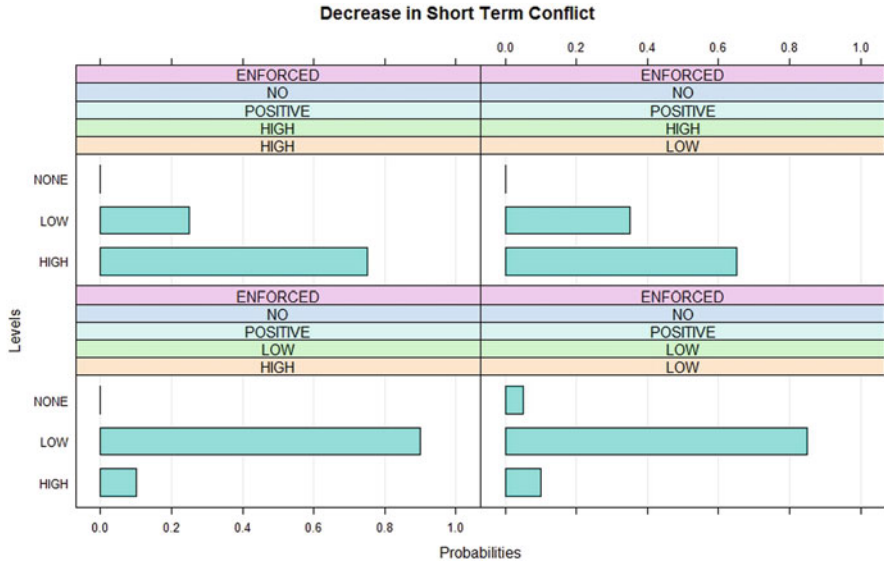 Decrease in Short Term Conflict
0.0 0.2 0.4 0.6 0.8 1.0
ENFORCED ENFORCED
NO NO
POSITIVE POSITIVE
HIGH HIGH
HIGH LOW
NONE
LOW
HIGH
ENFORCED ENFORCED
NO NO
POSITIVE POSITIVE
LOW LOW
HIGH LOW
Levels
NONE
LOW
HIGH
0.0 0.2 0.4 0.6 0.8 1.0
Probabilities